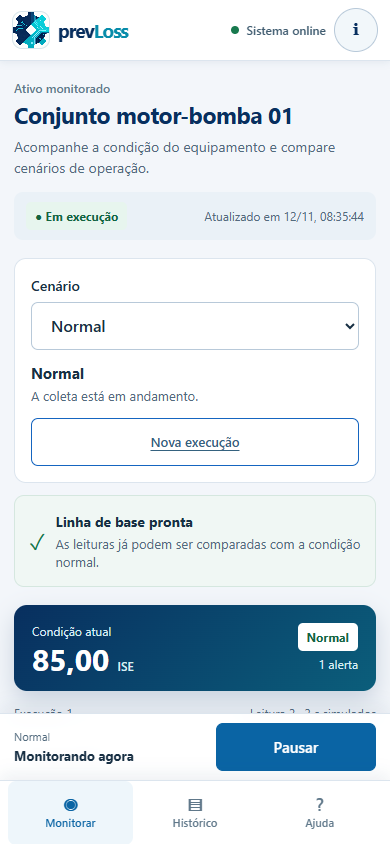 prevLoss
Sistema online
i
Ativo monitorado
Conjunto motor-bomba 01
Acompanhe a condição do equipamento e compare
cenários de operação.
● Em execução
Atualizado em 12/11, 08:35:44
Cenário
Normal
Normal
A coleta está em andamento.
Nova execução
Linha de base pronta
As leituras já podem ser comparadas com a condição
normal.
Condição atual
Normal
85,00 ISE
1 alerta
Normal
Monitorando agora
Pausar
Monitorar
Histórico
?
Ajuda